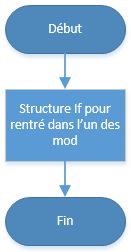 Début
Structure If pour
rentré dans l'un des
mod
Fin